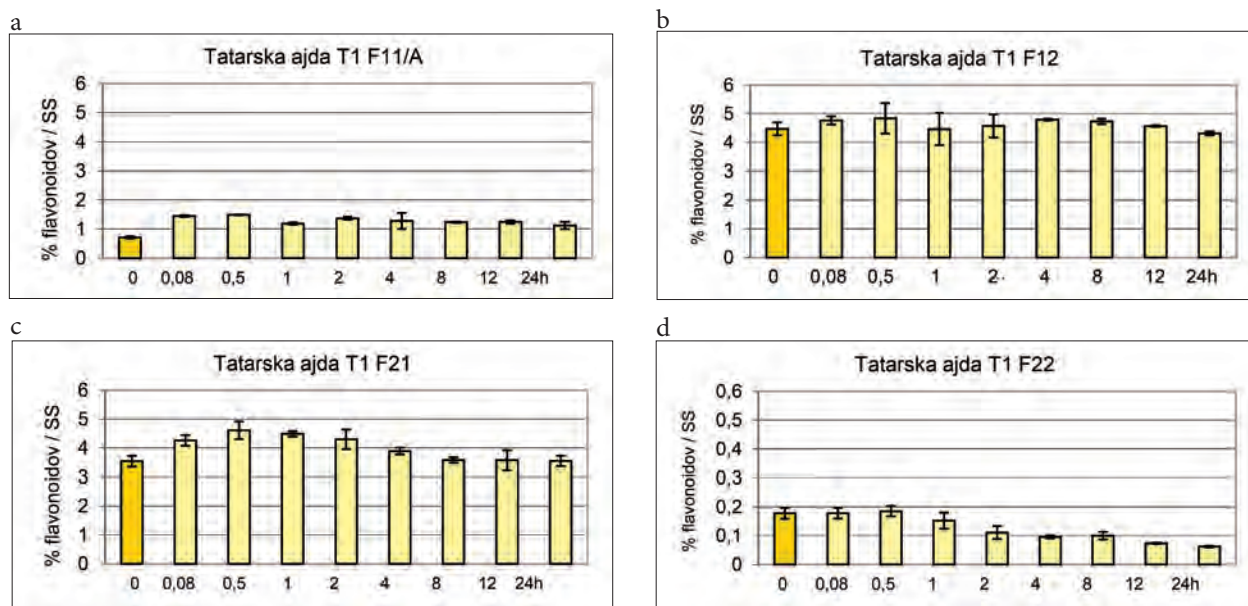 a
Tatarska ajda T1 F11/A
% flavonoidov / SS
6
5
4
3
2
1
0
0 0,08 0,5 1 2 4 8 12 24h
b
Tatarska ajda T1 F12
% flavonoidov / SS
6
5
4
3
2
1
0
0 0,08 0,5 1 2. 4 8 12 24h
c
Tatarska ajda T1 F21
% flavonoidov / SS
6
5
4
3
2
1
0
0 0,08 0,5 1 2 4 8 12 24h
d
Tatarska ajda T1 F22
% flavonoidov / SS
0,6
0,5
0,4
0,3
0,2
0,1
0
0 0,08 0,5 1 2 4 8 12 24h